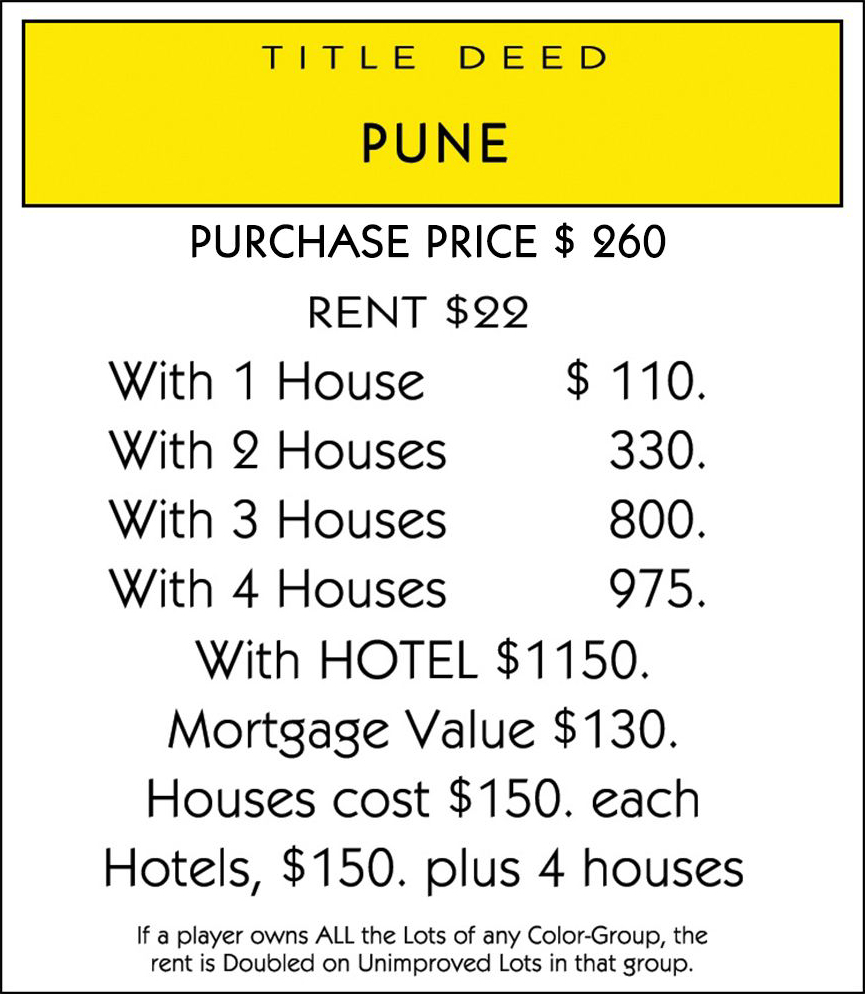 TITLE DEED
PUNE
PURCHASE PRICE $ 260
RENT $22
With 1 House $ 110.
With 2 Houses 330.
With 3 Houses 800.
With 4 Houses 975.
With HOTEL $1150.
Mortgage Value $130.
Houses cost $150. each
Hotels, $150. plus 4 houses
If a player owns ALL the Lots of any Color-Group, the
rent is Doubled on Unimproved Lots in that group.